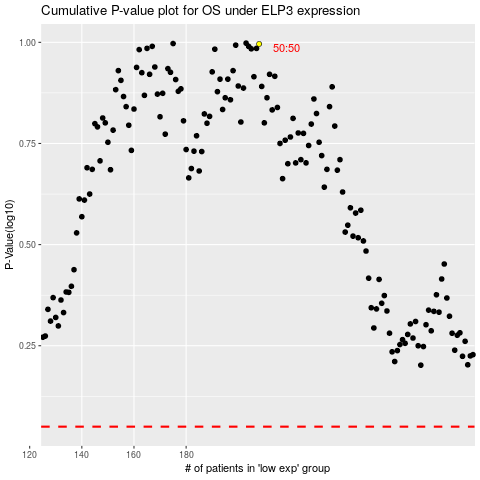 Cumulative P-value plot for OS under ELP3 expression
1.00
50:50
0.75
P-Value(log10)
0.50
0.25
120 140 160 180
# of patients in 'low exp' group